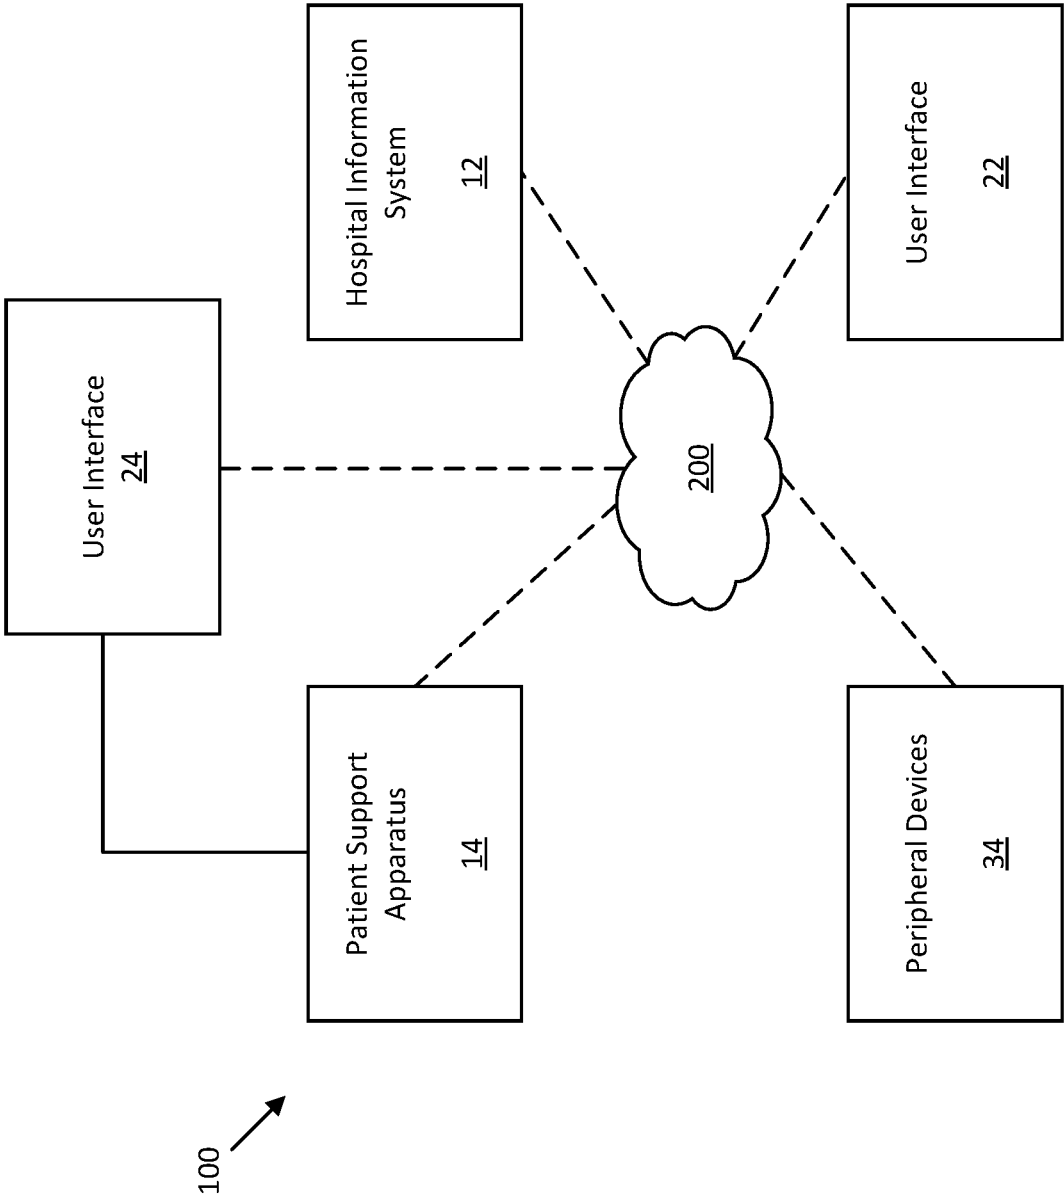 100
User Interface
24
Patient Support
Apparatus
14
Hospital Information
System
12
200
Peripheral Devices
34
User Interface
22